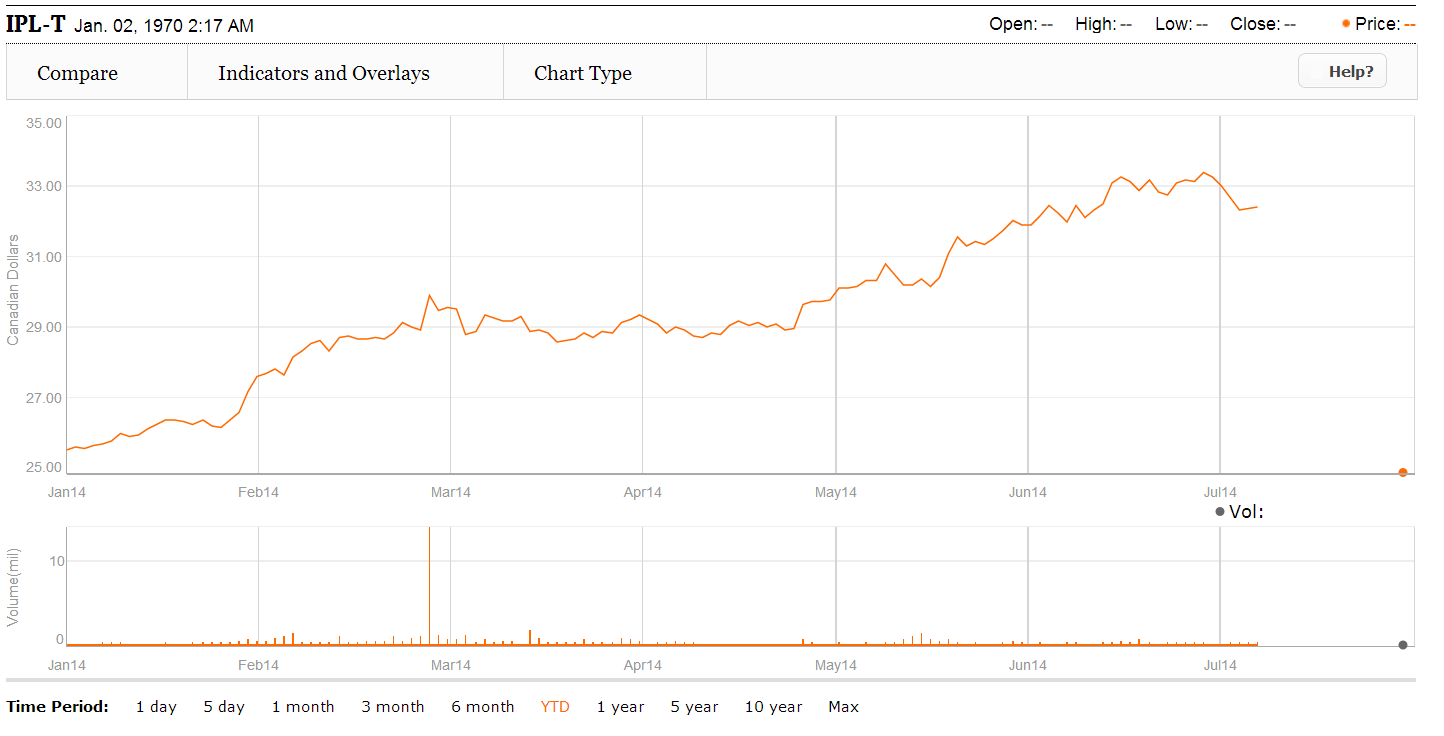 IPL-T Jan. 02, 1970 2:17 AM Open: -- High: -- Low: -- Close: -- Price: --
Compare Indicators and Overlays Chart Type Help?
35.00
33.00
31.00
29.00
27.00
25.00
Canadian Dollars
Jan14 Feb14 Mar14 Apr14 May14 Jun14 Jul14
Vol:
10
0
Volume(mil)
Jan14 Feb14 Mar14 Apr14 May14 Jun14 Jul14
Time Period: 1 day 5 day 1 month 3 month 6 month YTD 1 year 5 year 10 year Max